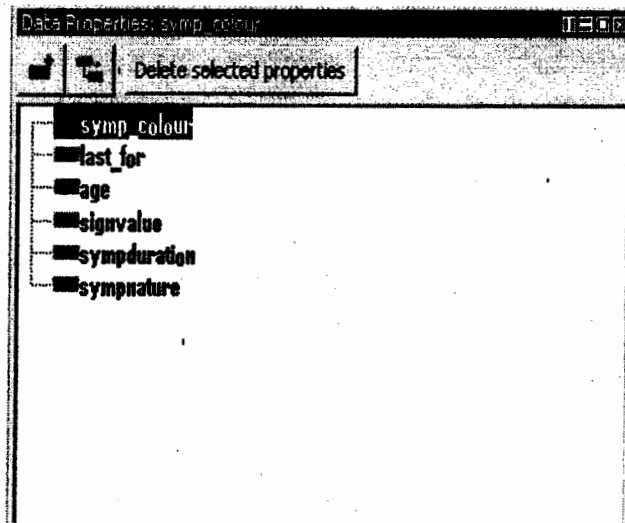 Data Properties: symp_colour
Delete selected properties
symp_colour
last_for
age
signvalue
sympduration
sympnature